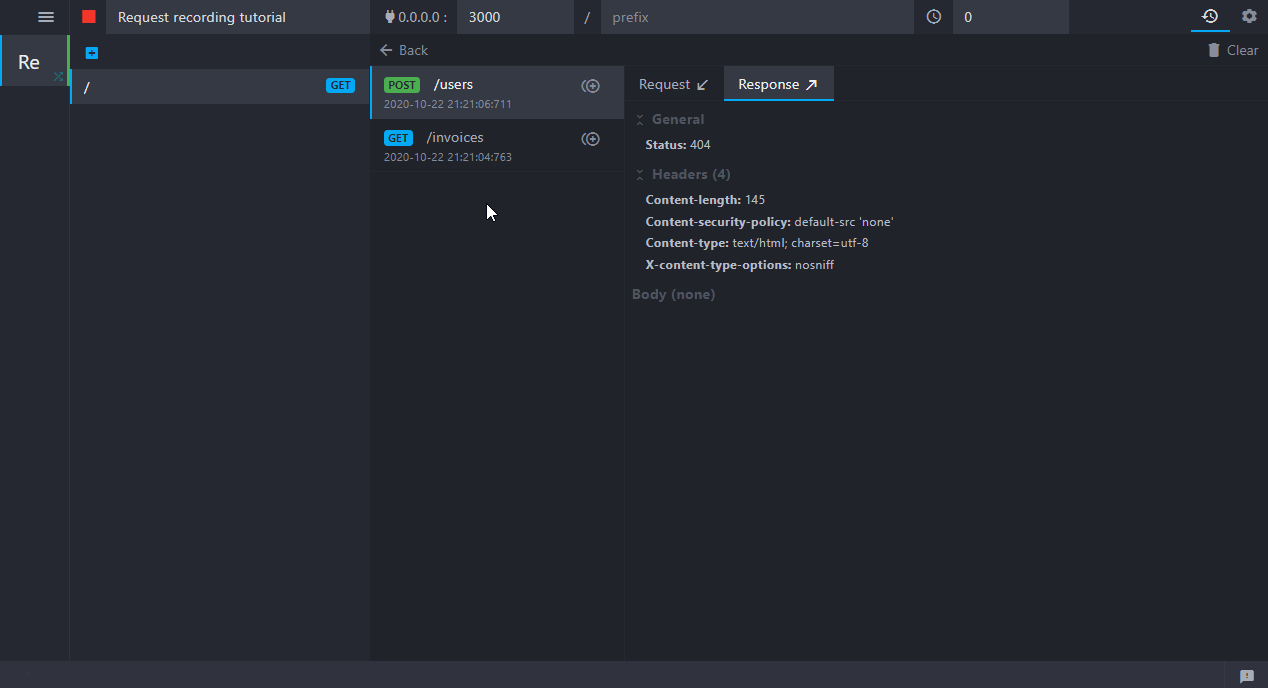 Request recording tutorial
0.0.0.0 :
3000
/
prefix
0
Re
Back
Clear
/
GET
POST /users
2020-10-22 21:21:06:711
GET /invoices
2020-10-22 21:21:04:763
Request
Response
General
Status: 404
Headers (4)
Content-length: 145
Content-security-policy: default-src 'none'
Content-type: text/html; charset=utf-8
X-content-type-options: nosniff
Body (none)